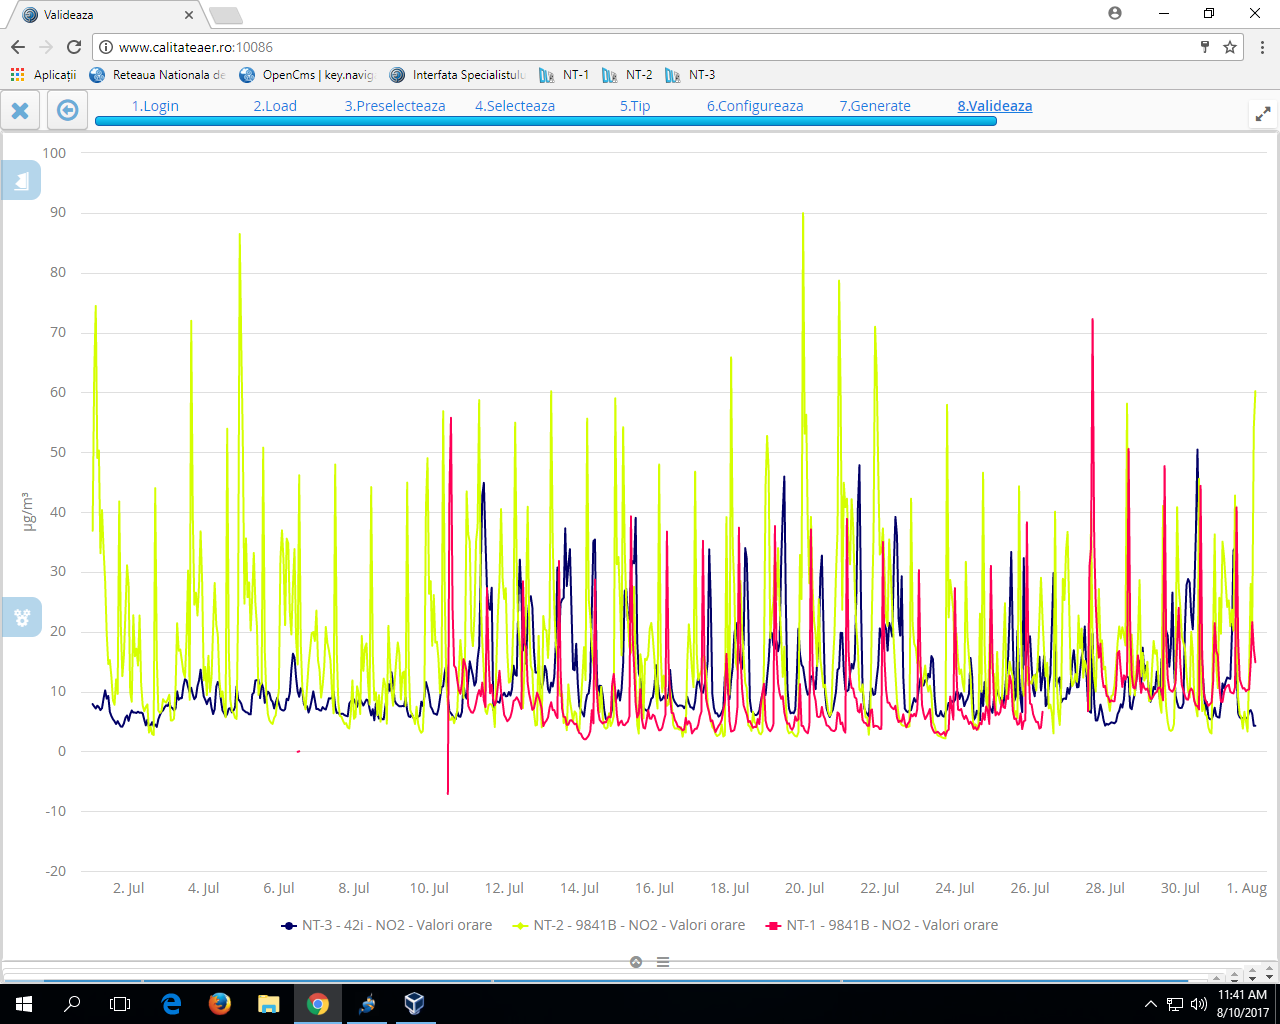 Valideaza
www.calitateaer.ro:10086
Aplicații
Reteaua Nationala de
OpenCms | key.navig
Interfata Specialistulu
NT-1
NT-2
NT-3
1.Login
2.Load
3.Preselecteaza
4.Selecteaza
5.Tip
6.Configureaza
7.Generate
8.Valideaza
100
90
80
70
60
50
40
30
20
10
0
-10
-20
µg/m³
2. Jul
4. Jul
6. Jul
8. Jul
10. Jul
12. Jul
14. Jul
16. Jul
18. Jul
20. Jul
22. Jul
24. Jul
26. Jul
28. Jul
30. Jul
1. Aug
NT-3 - 42i - NO2 - Valori orare
NT-2 - 9841B - NO2 - Valori orare
NT-1 - 9841B - NO2 - Valori orare
11:41 AM
8/10/2017